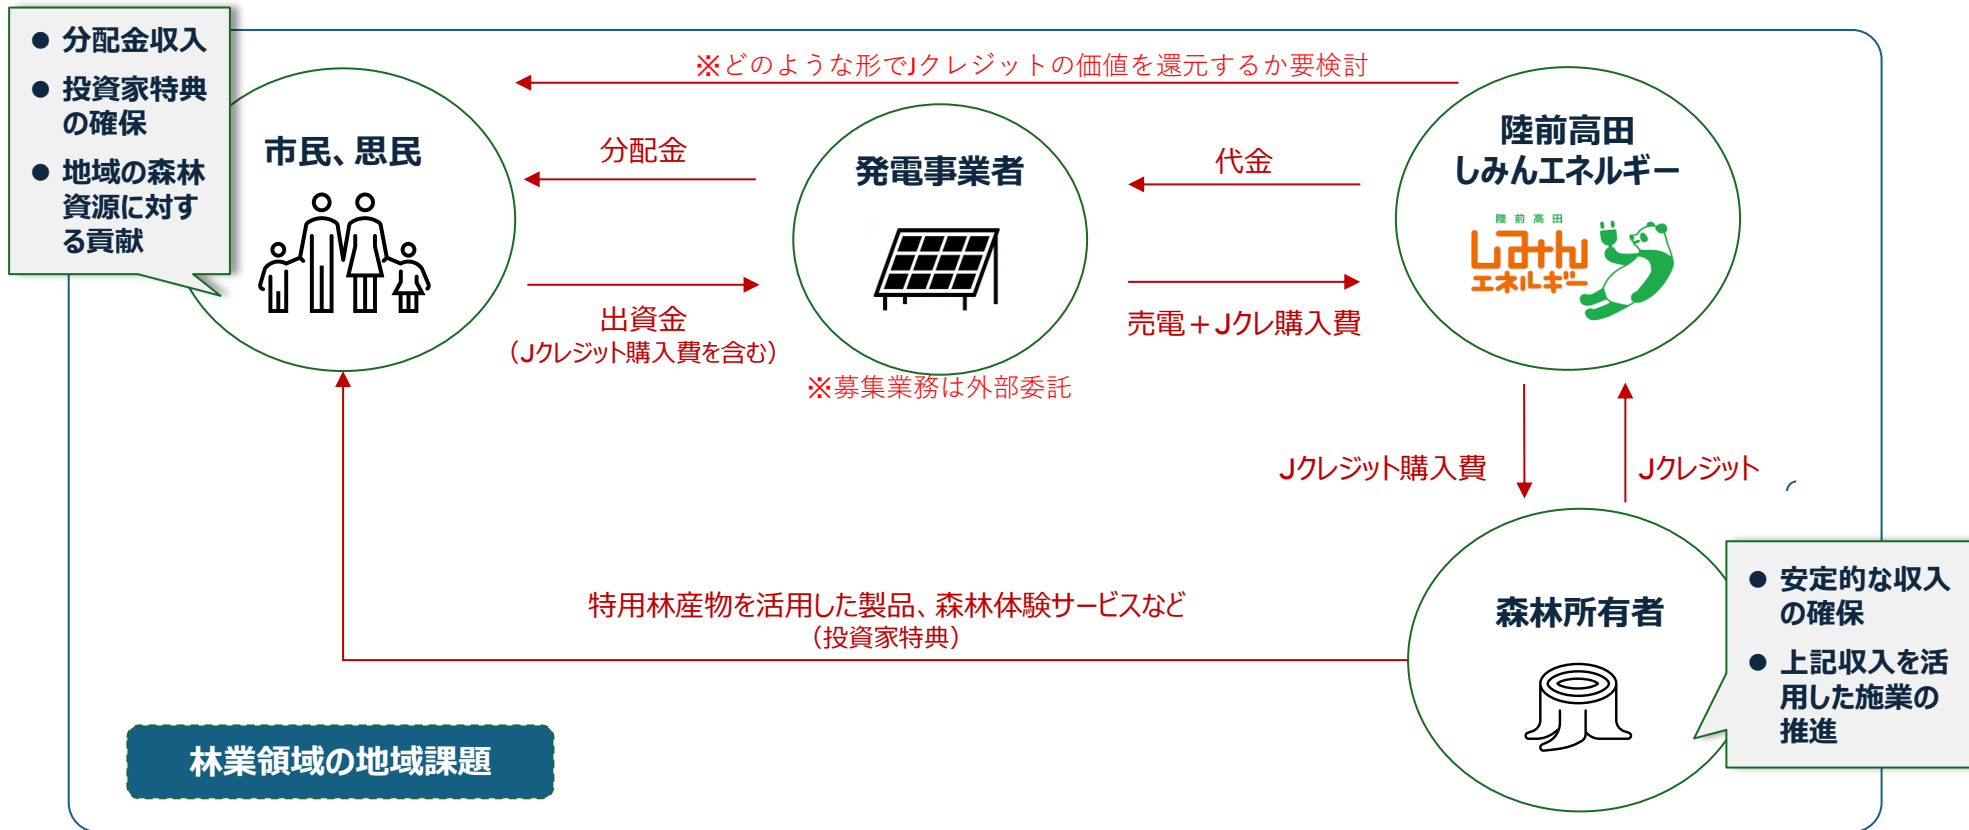 ● 分配金収入
● 投資家特典
の確保
● 地域の森林
資源に対す
る貢献
※どのような形でJクレジットの価値を還元するか要検討
市民、思民
分配金
出資金
（Jクレジット購入費を含む）
発電事業者
※募集業務は外部委託
代金
売電＋Jクレ購入費
陸前高田
しみんエネルギー
陸前高田
しみん
エネルギー
Jクレジット購入費
Jクレジット
特用林産物を活用した製品、森林体験サービスなど
（投資家特典）
森林所有者
● 安定的な収入
の確保
● 上記収入を活
用した施業の
推進
林業領域の地域課題